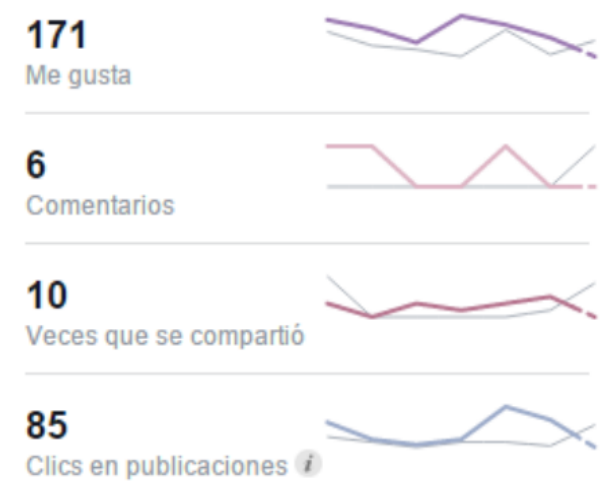 171
Me gusta
6
Comentarios
10
Veces que se compartió
85
Clics en publicaciones i